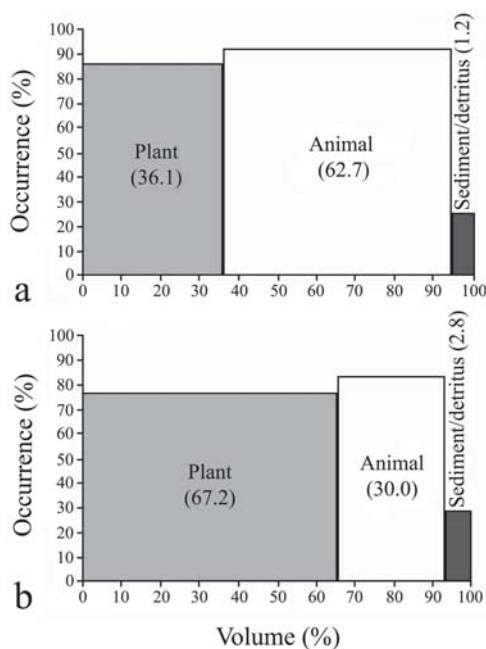 100
90
80
70
60
50
40
30
20
10
0
Occurrence (%)
Plant
(36.1)
Animal
(62.7)
Sediment/detritus (1.2)
0 10 20 30 40 50 60 70 80 90 100
a
100
90
80
70
60
50
40
30
20
10
0
Occurrence (%)
Plant
(67.2)
Animal
(30.0)
Sediment/detritus (2.8)
0 10 20 30 40 50 60 70 80 90 100
b
Volume (%)